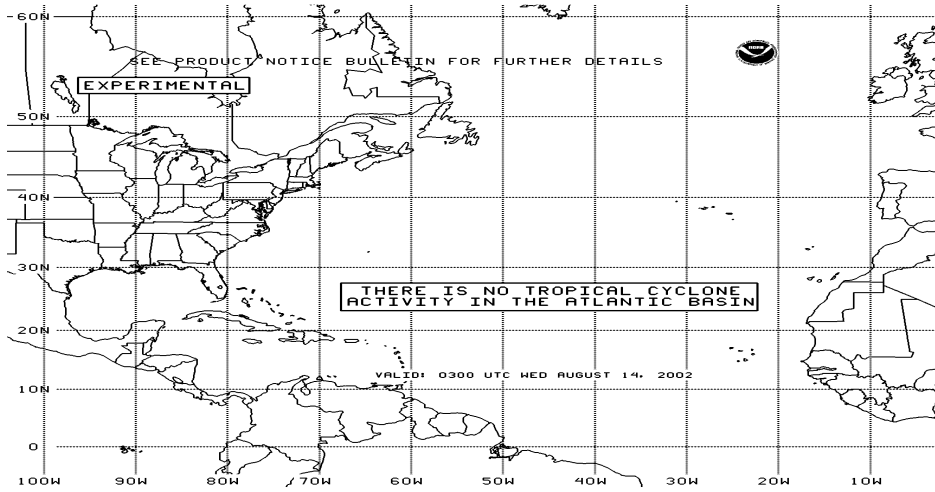 60N
SEE PRODUCT NOTICE BULLETIN FOR FURTHER DETAILS
EXPERIMENTAL
50N
40N
30N
THERE IS NO TROPICAL CYCLONE
ACTIVITY IN THE ATLANTIC BASIN
20N
VALID: 0300 UTC WED AUGUST 14, 2002
10N
0
100W 90W 80W 70W 60W 50W 40W 30W 20W 10W